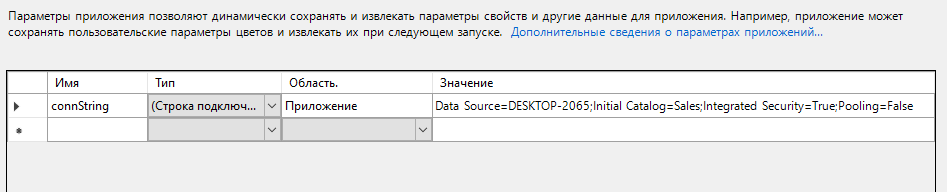 Параметры приложения позволяют динамически сохранять и извлекать параметры свойств и другие данные для приложения. Например, приложение может
сохранять пользовательские параметры цветов и извлекать их при следующем запуске. Дополнительные сведения о параметрах приложений...
Имя Тип Область. Значение
connString (Строка подключ... Приложение Data Source=DESKTOP-2065;Initial Catalog=Sales;Integrated Security=True;Pooling=False